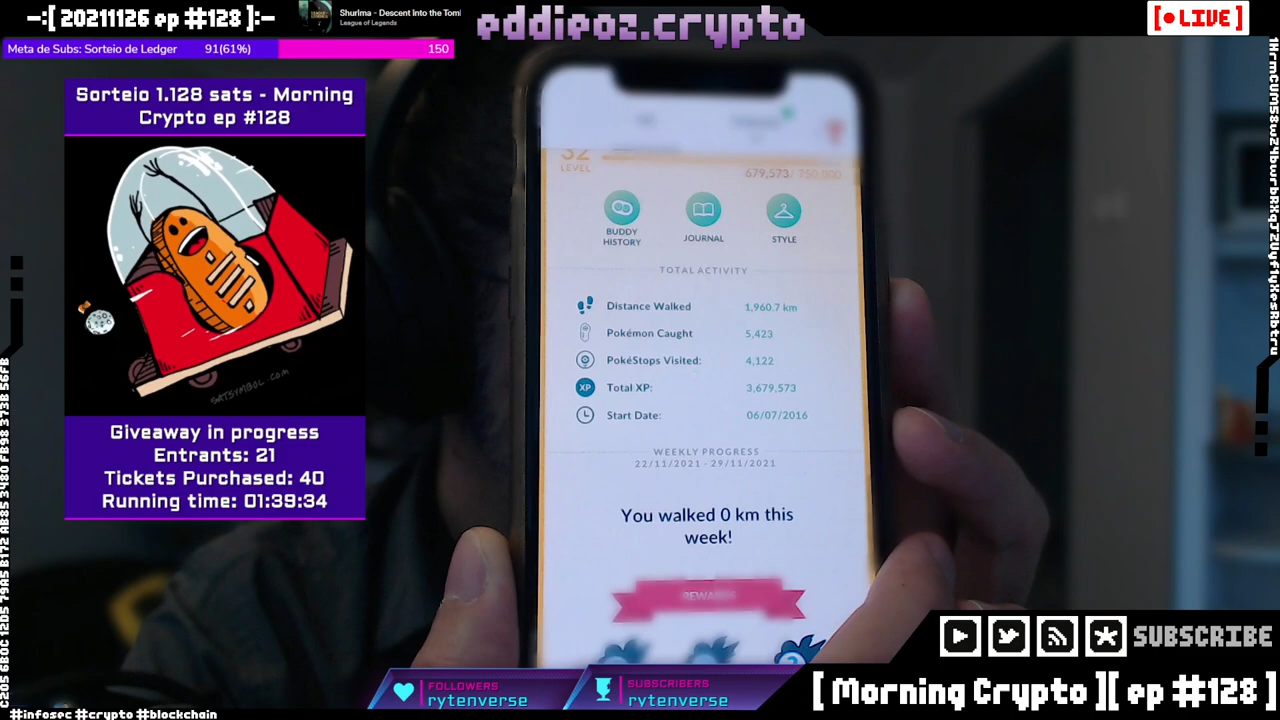 -:[ 20211126 ep #128 ]:-
Shurima - Descent Into the Tomb
League of Legends
eddieoz.crypto
[ • LIVE ]
Meta de Subs: Sorteio de Ledger 91(61%) 150
Sorteio 1.128 sats - Morning
Crypto ep #128
SATSYMBOL.com
Giveaway in progress
Entrants: 21
Tickets Purchased: 40
Running time: 01:39:34
32
LEVEL
679,573/ 750,000
BUDDY
HISTORY
JOURNAL
STYLE
TOTAL ACTIVITY
Distance Walked 1,960.7 km
Pokémon Caught 5,423
PokéStops Visited: 4,122
XP Total XP: 3,679,573
Start Date: 06/07/2016
WEEKLY PROGRESS
22/11/2021 - 29/11/2021
You walked 0 km this
week!
REWARDS
SUBSCRIBE
FOLLOWERS
rytenverse
SUBSCRIBERS
rytenverse
[ Morning Crypto ][ ep #128 ]
#infosec #crypto #blockchain